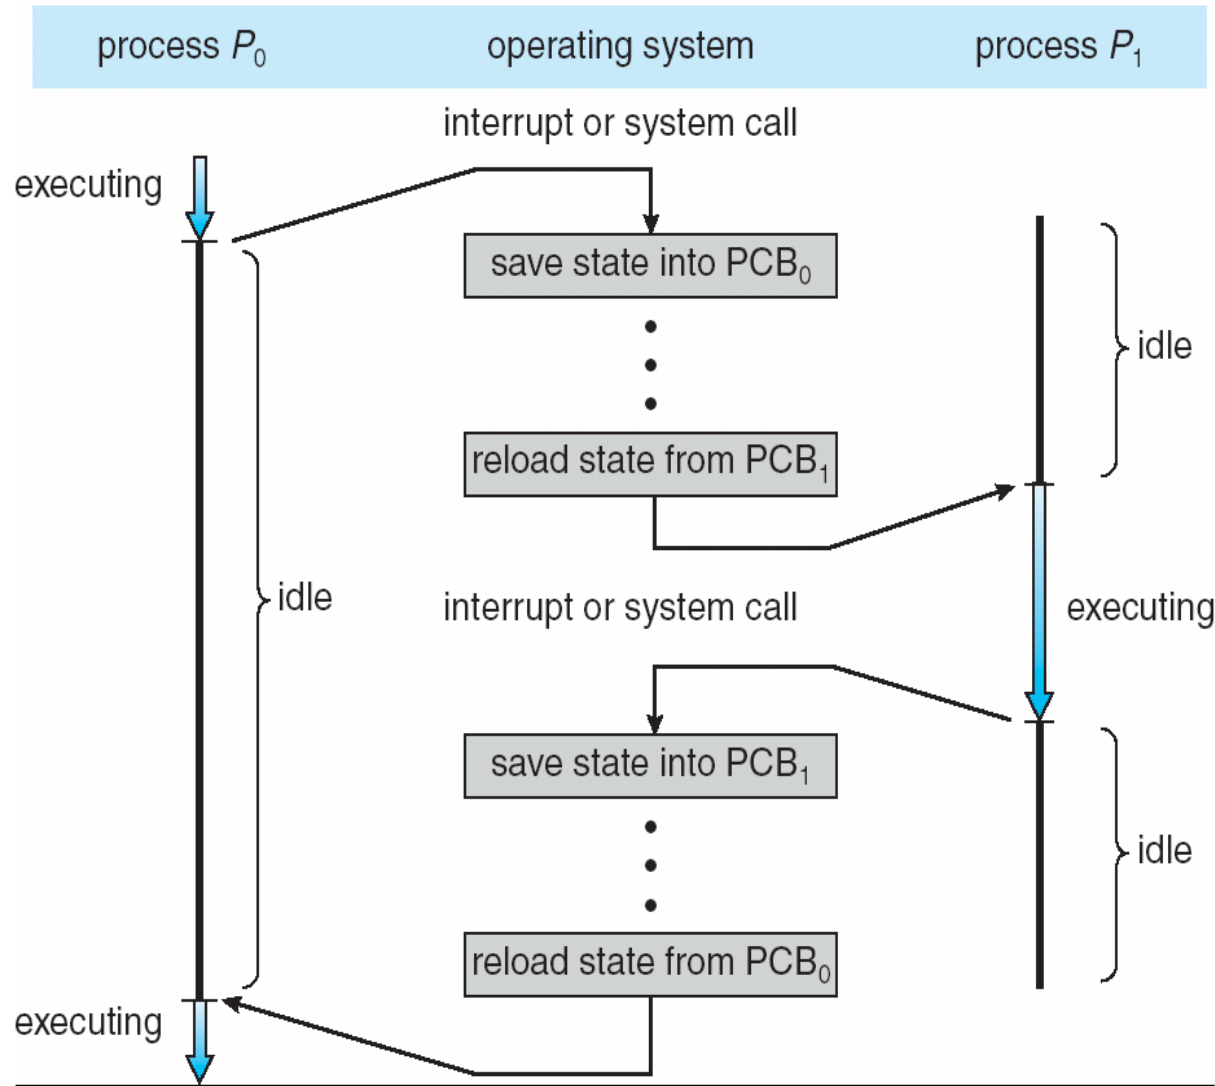 process P₀ operating system process P₁
interrupt or system call
executing
save state into PCB₀
idle
reload state from PCB₁
idle
interrupt or system call
executing
save state into PCB₁
idle
reload state from PCB₀
executing